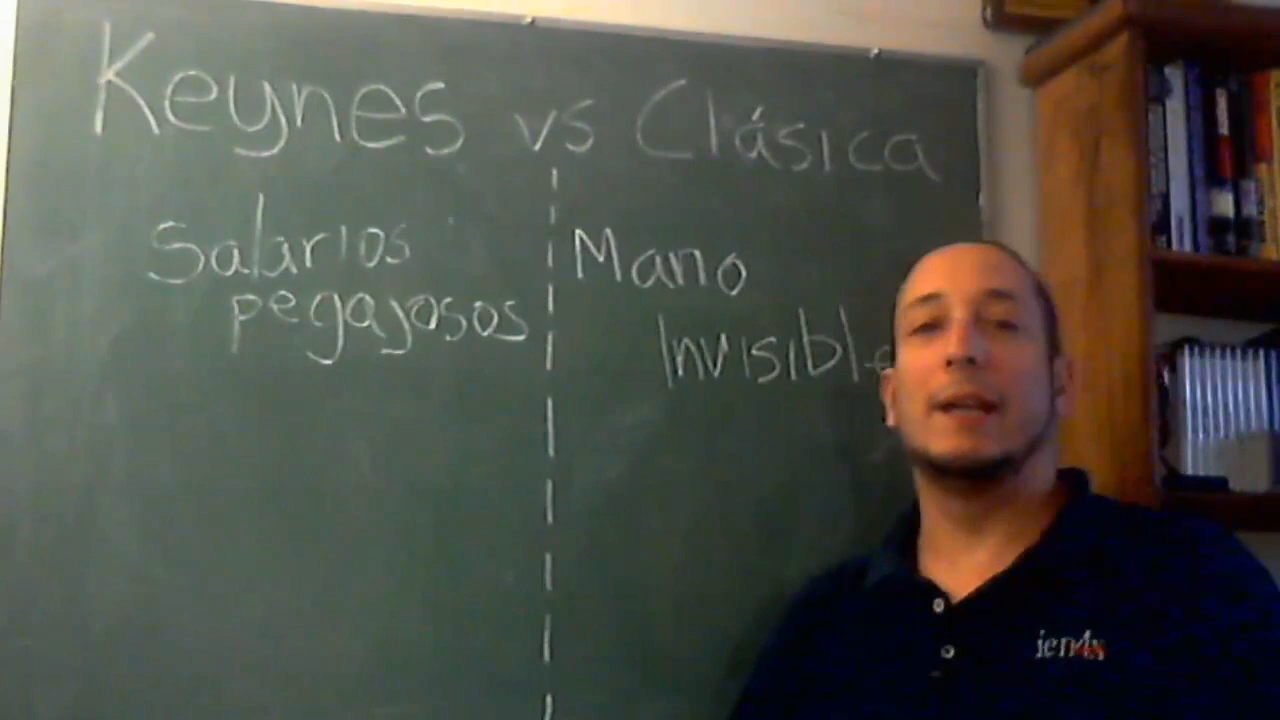 Keynes vs Clásica
Salarios
pegajosos
Mano
Invisible